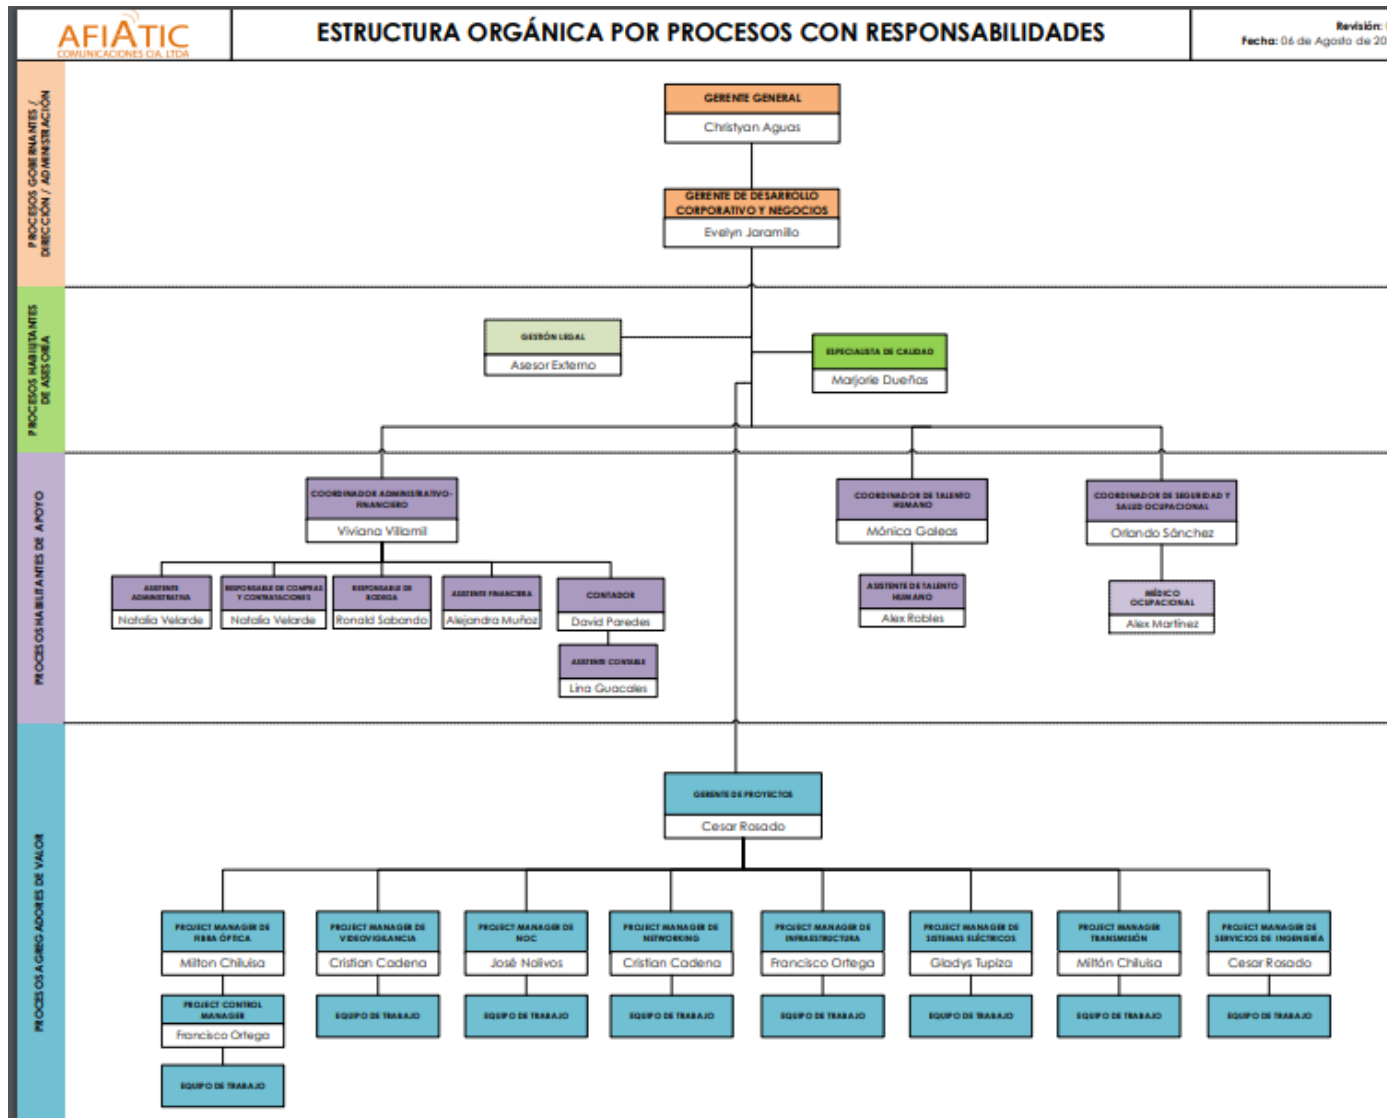 AFIATIC
COMUNICACIONES CIA. LTDA
ESTRUCTURA ORGÁNICA POR PROCESOS CON RESPONSABILIDADES
Revisión:
Fecha: 06 de Agosto de 20
PROCESOS GOBERNANTES /
DIRECCIÓN / ADMINISTRACIÓN
GERENTE GENERAL
Christyan Aguas
GERENTE DE DESARROLLO
CORPORATIVO Y NEGOCIOS
Evelyn Jaramillo
PROCESOS HABILITANTES
DE ASESORÍA
GESTIÓN LEGAL
Asesor Externo
ESPECIALISTA DE CALIDAD
Marjorie Dueñas
PROCESOS HABILITANTES DE APOYO
COORDINADOR ADMINISTRATIVO-
FINANCIERO
Viviana Villamil
COORDINADOR DE TALENTO
HUMANO
Mónica Galeas
COORDINADOR DE SEGURIDAD Y
SALUD OCUPACIONAL
Orlando Sánchez
ASISTENTE
ADMINISTRATIVA
Natalia Velarde
RESPONSABLE DE COMPRAS
Y CONTRATACIONES
Natalia Velarde
RESPONSABLE DE
BODEGA
Ronald Sabando
ASISTENTE FINANCIERA
Alejandra Muñoz
CONTADOR
David Paredes
ASISTENTE DE TALENTO
HUMANO
Alex Robles
MÉDICO
OCUPACIONAL
Alex Martínez
ASISTENTE CONTABLE
Lina Guacales
PROCESOS AGREGADORES DE VALOR
GERENTE DE PROYECTOS
Cesar Rosado
PROJECT MANAGER DE
FIBRA ÓPTICA
Milton Chiluisa
PROJECT MANAGER DE
VIDEOVIGILANCIA
Cristian Cadena
PROJECT MANAGER DE
NOC
José Nolivos
PROJECT MANAGER DE
NETWORKING
Cristian Cadena
PROJECT MANAGER DE
INFRAESTRUCTURA
Francisco Ortega
PROJECT MANAGER DE
SISTEMAS ELÉCTRICOS
Gladys Tupiza
PROJECT MANAGER
TRANSMISIÓN
Miltón Chiluisa
PROJECT MANAGER DE
SERVICIOS DE INGENIERÍA
Cesar Rosado
PROJECT CONTROL
MANAGER
Francisco Ortega
EQUIPO DE TRABAJO
EQUIPO DE TRABAJO
EQUIPO DE TRABAJO
EQUIPO DE TRABAJO
EQUIPO DE TRABAJO
EQUIPO DE TRABAJO
EQUIPO DE TRABAJO
EQUIPO DE TRABAJO